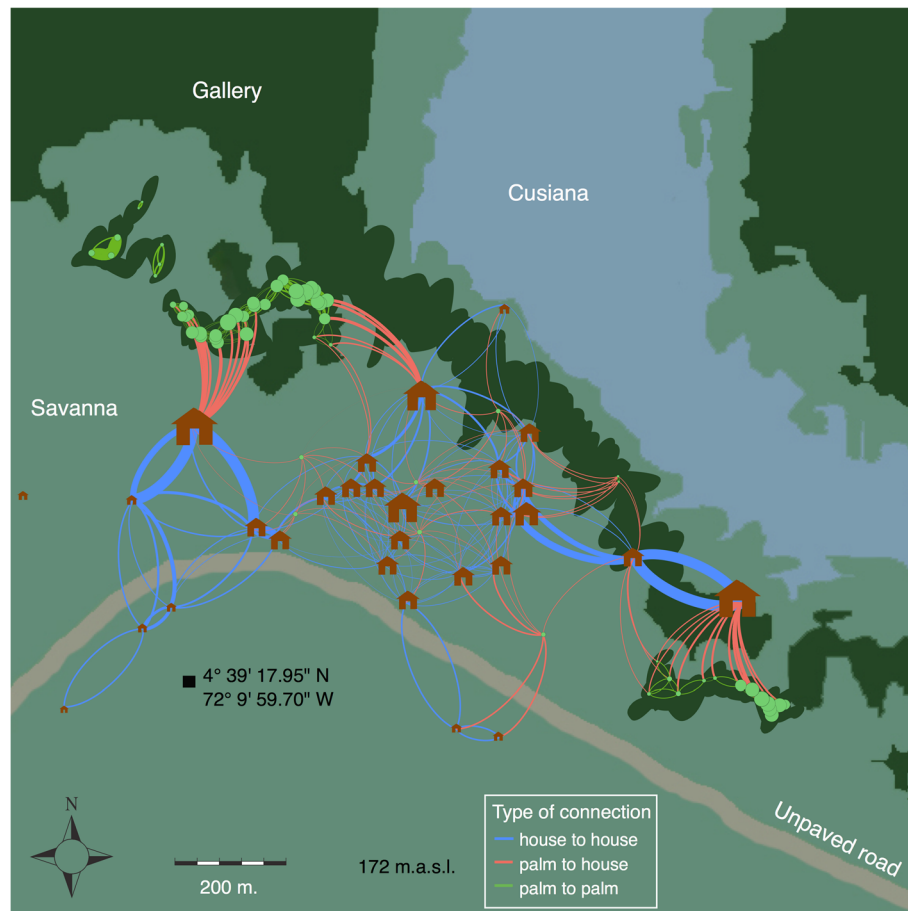 Gallery
Cusiana
Savanna
4° 39' 17.95" N
72° 9' 59.70" W
N
200 m.
172 m.a.s.l.
Type of connection
house to house
palm to house
palm to palm
Unpaved road